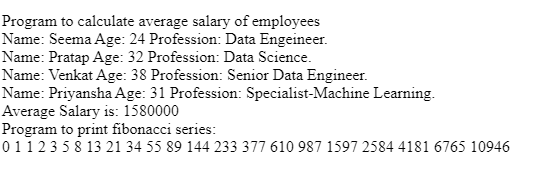 Program to calculate average salary of employees
Name: Seema Age: 24 Profession: Data Engeineer.
Name: Pratap Age: 32 Profession: Data Science.
Name: Venkat Age: 38 Profession: Senior Data Engineer.
Name: Priyansha Age: 31 Profession: Specialist-Machine Learning.
Average Salary is: 1580000
Program to print fibonacci series:
0 1 1 2 3 5 8 13 21 34 55 89 144 233 377 610 987 1597 2584 4181 6765 10946